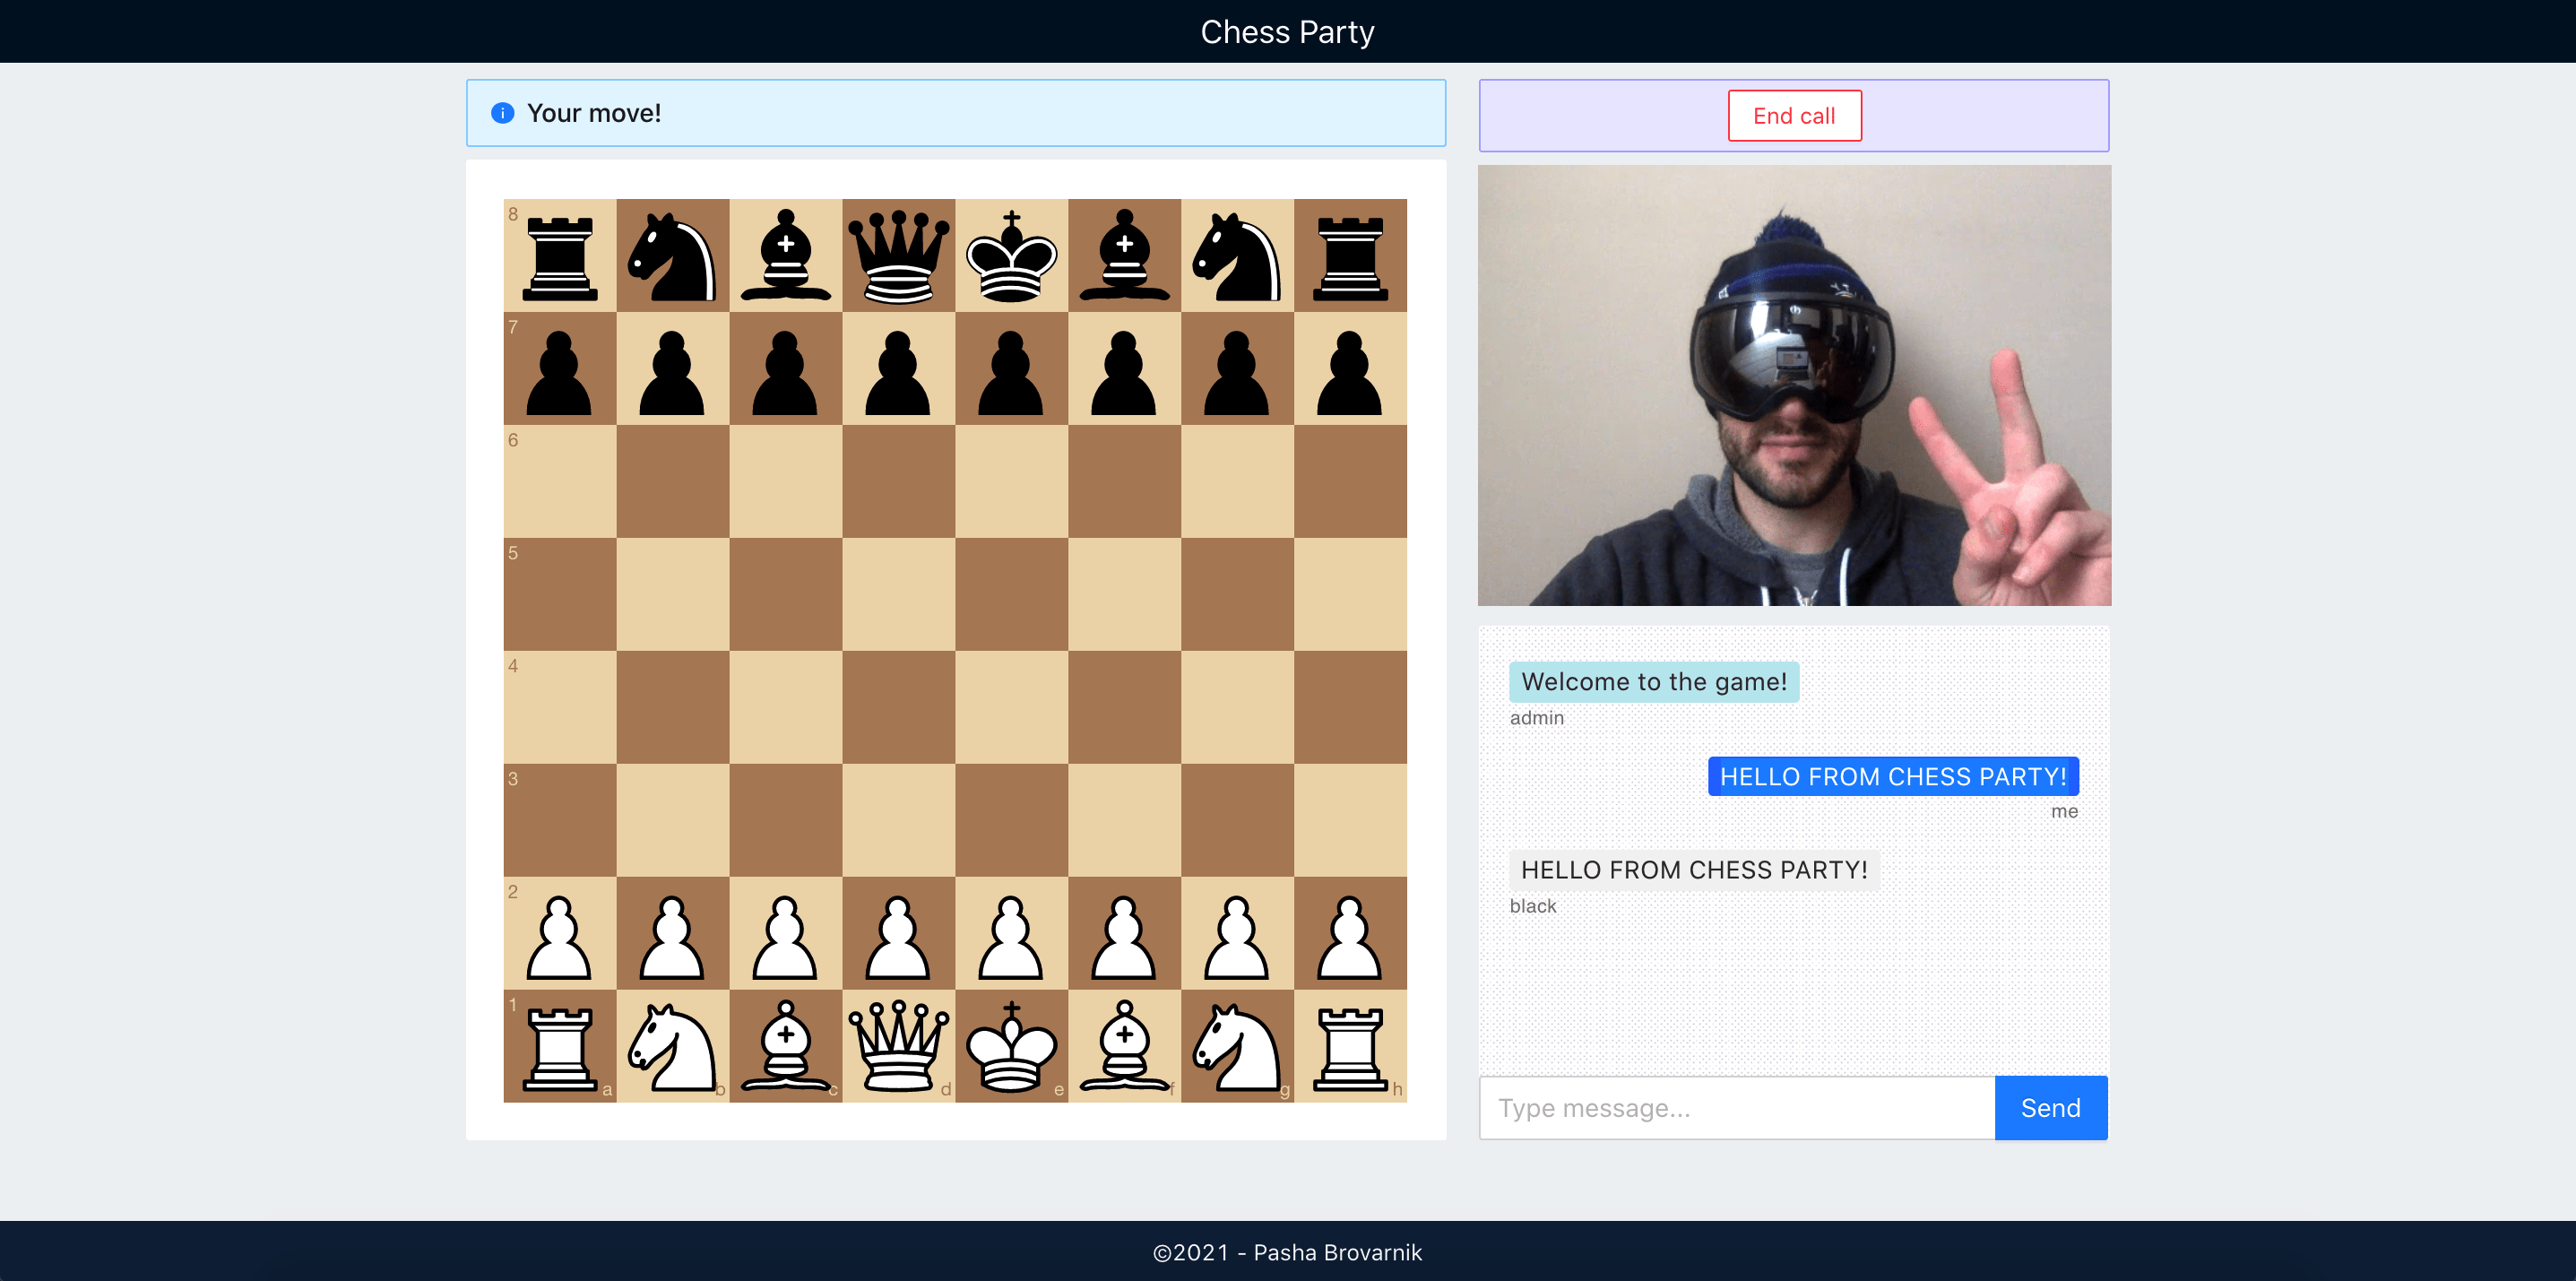 Chess Party
Your move!
End call
8
7
6
5
4
3
2
1
a b c d e f g h
Welcome to the game!
admin
HELLO FROM CHESS PARTY!
me
HELLO FROM CHESS PARTY!
black
Type message...
Send
©2021 - Pasha Brovarnik